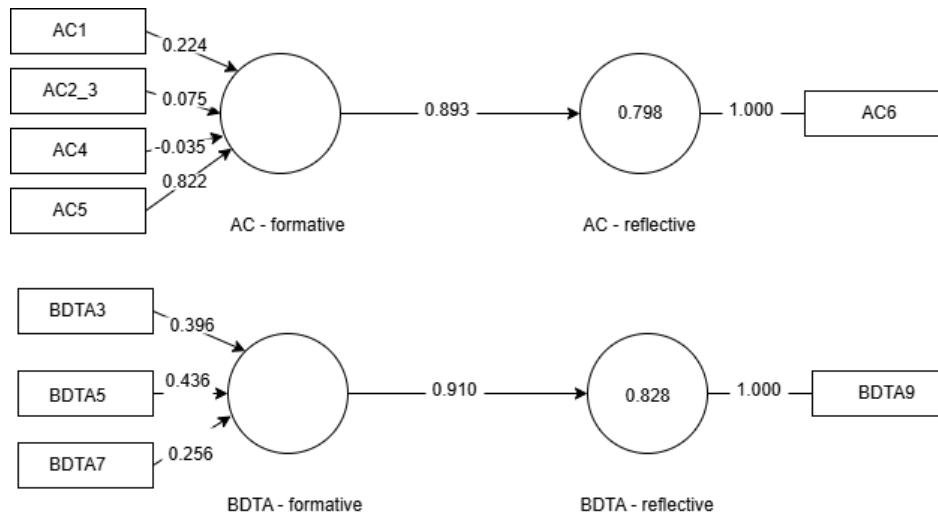 AC1
0.224
AC2_3
0.075
AC4
-0.035
AC5
0.822
0.893
0.798
1.000
AC6
AC - formative
AC - reflective
BDTA3
0.396
BDTA5
0.436
BDTA7
0.256
0.910
0.828
1.000
BDTA9
BDTA - formative
BDTA - reflective